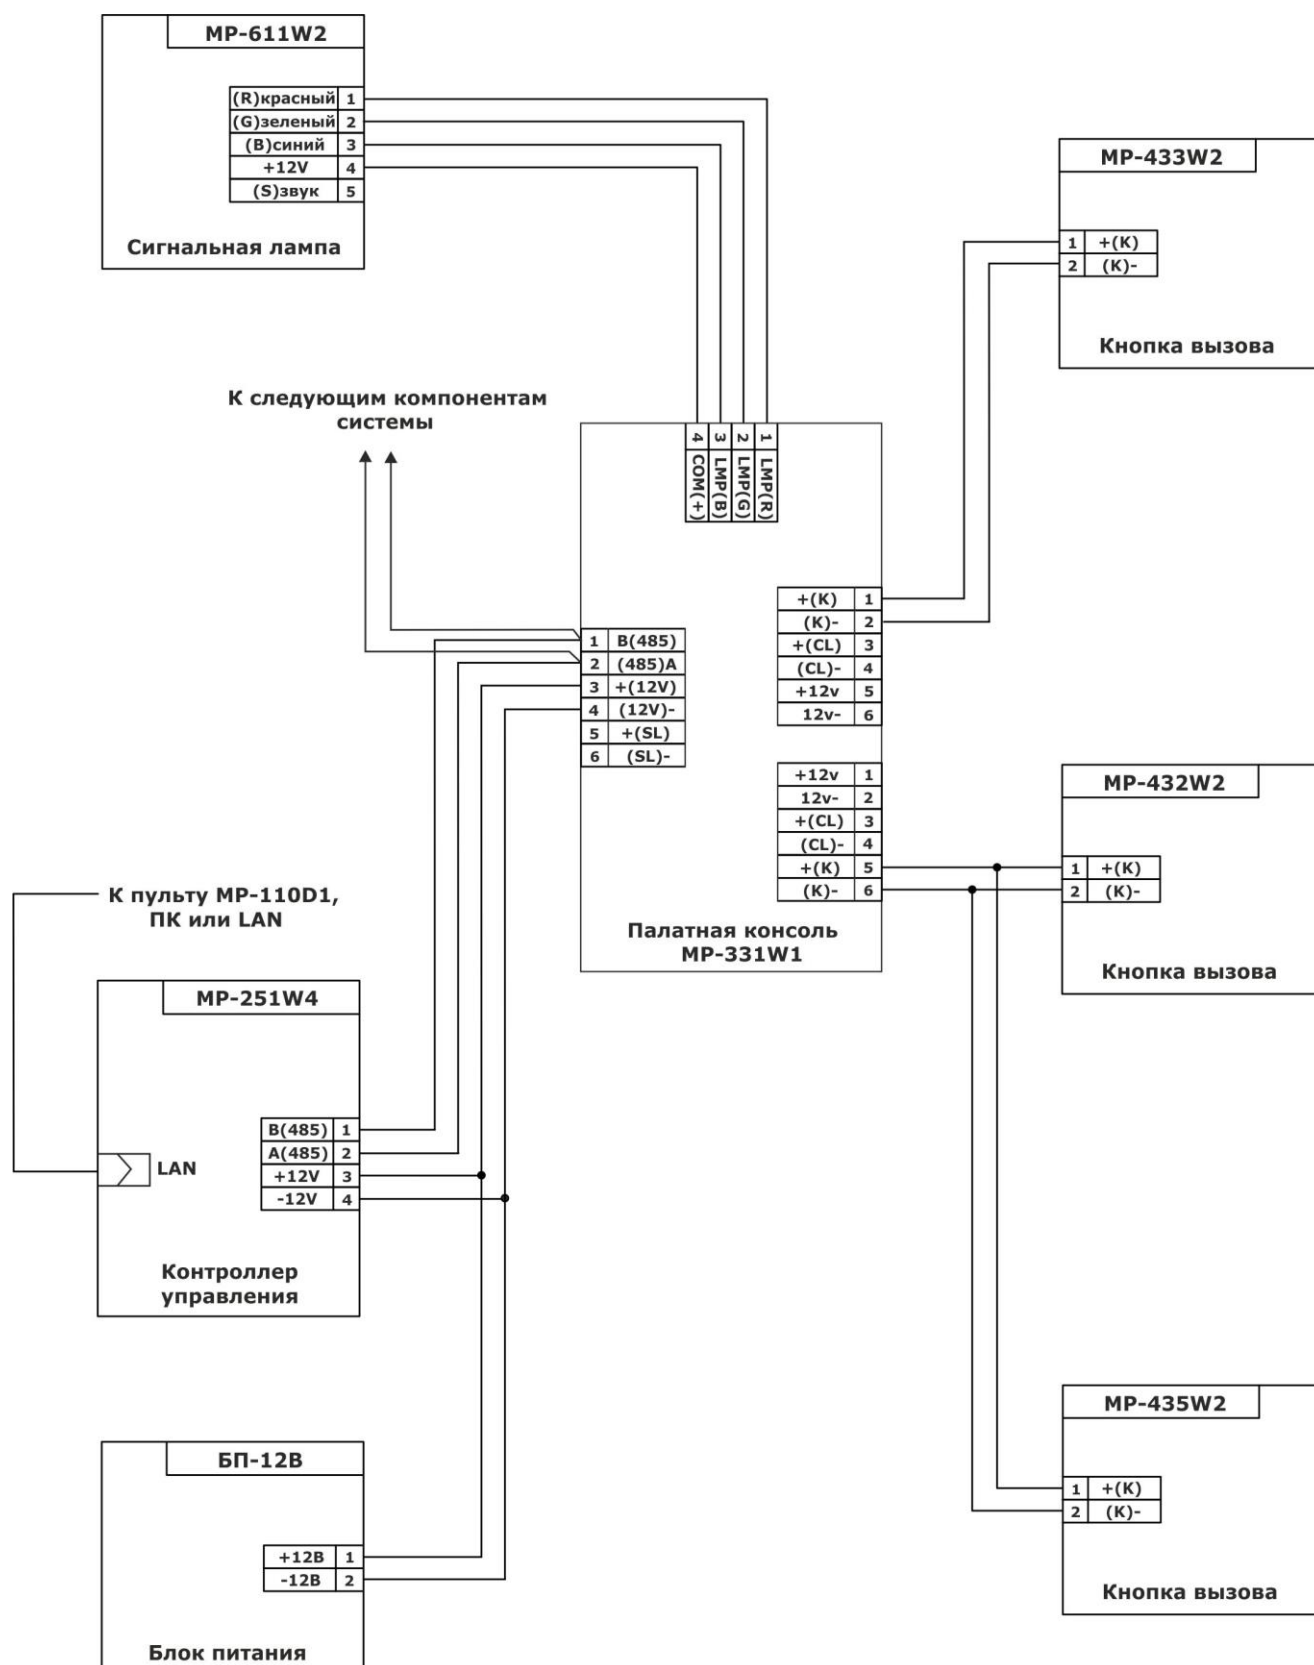 MP-611W2
(R)красный 1
(G)зеленый 2
(B)синий 3
+12V 4
(S)звук 5
Сигнальная лампа
MP-433W2
1 +(K)
2 (K)-
Кнопка вызова
К следующим компонентам
системы
4 COM(+)
3 LMP(B)
2 LMP(G)
1 LMP(R)
+(K) 1
(K)- 2
+(CL) 3
(CL)- 4
+12v 5
12v- 6
1 B(485)
2 (485)A
3 +(12V)
4 (12V)-
5 +(SL)
6 (SL)-
+12v 1
12v- 2
+(CL) 3
(CL)- 4
+(K) 5
(K)- 6
Палатная консоль
MP-331W1
MP-432W2
1 +(K)
2 (K)-
Кнопка вызова
К пульту MP-110D1,
ПК или LAN
MP-251W4
LAN
B(485) 1
A(485) 2
+12V 3
-12V 4
Контроллер
управления
MP-435W2
1 +(K)
2 (K)-
Кнопка вызова
БП-12В
+12В 1
-12В 2
Блок питания